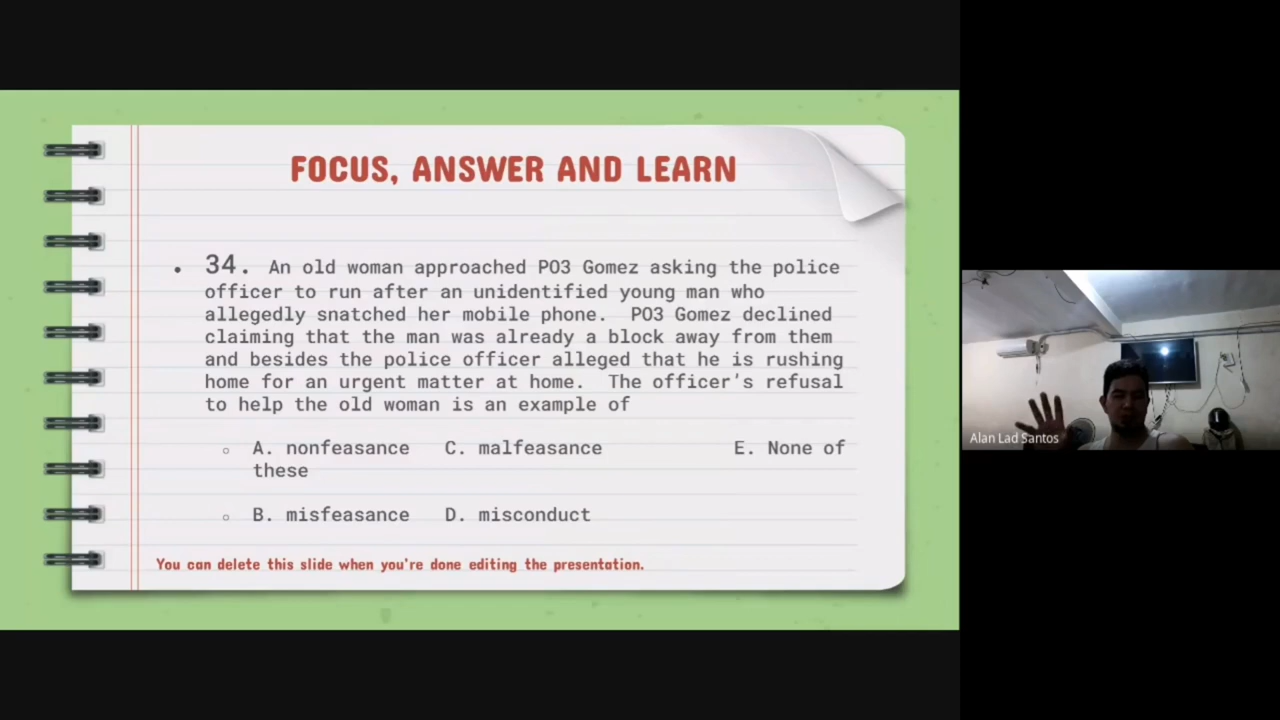 FOCUS, ANSWER AND LEARN
• 34. An old woman approached PO3 Gomez asking the police
officer to run after an unidentified young man who
allegedly snatched her mobile phone.  PO3 Gomez declined
claiming that the man was already a block away from them
and besides the police officer alleged that he is rushing
home for an urgent matter at home.  The officer's refusal
to help the old woman is an example of
○ A. nonfeasance C. malfeasance E. None of
these
○ B. misfeasance D. misconduct
You can delete this slide when you're done editing the presentation.
Alan Lad Santos